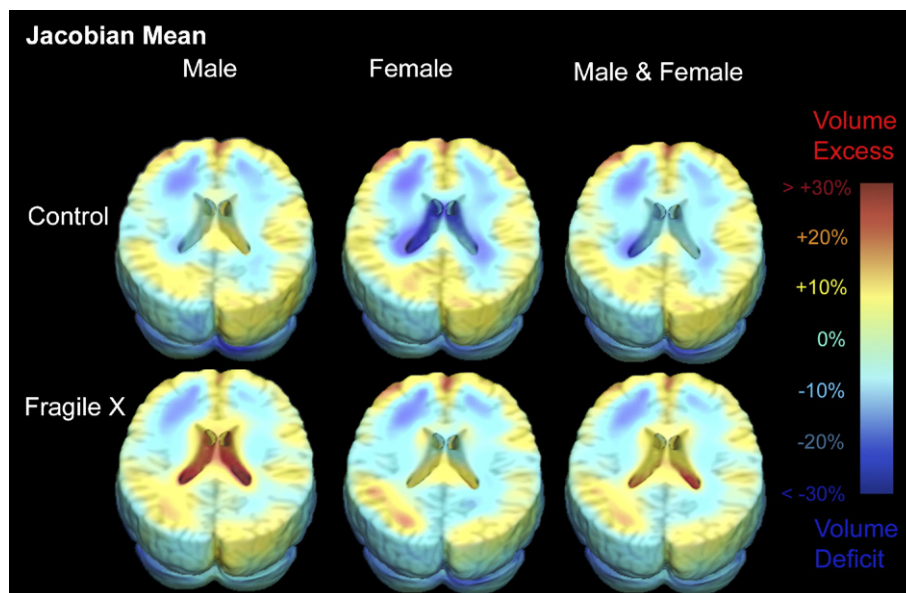 Jacobian Mean
Male Female Male & Female
Volume
Excess
> +30%
Control
+20%
+10%
0%
-10%
Fragile X
-20%
< -30%
Volume
Deficit